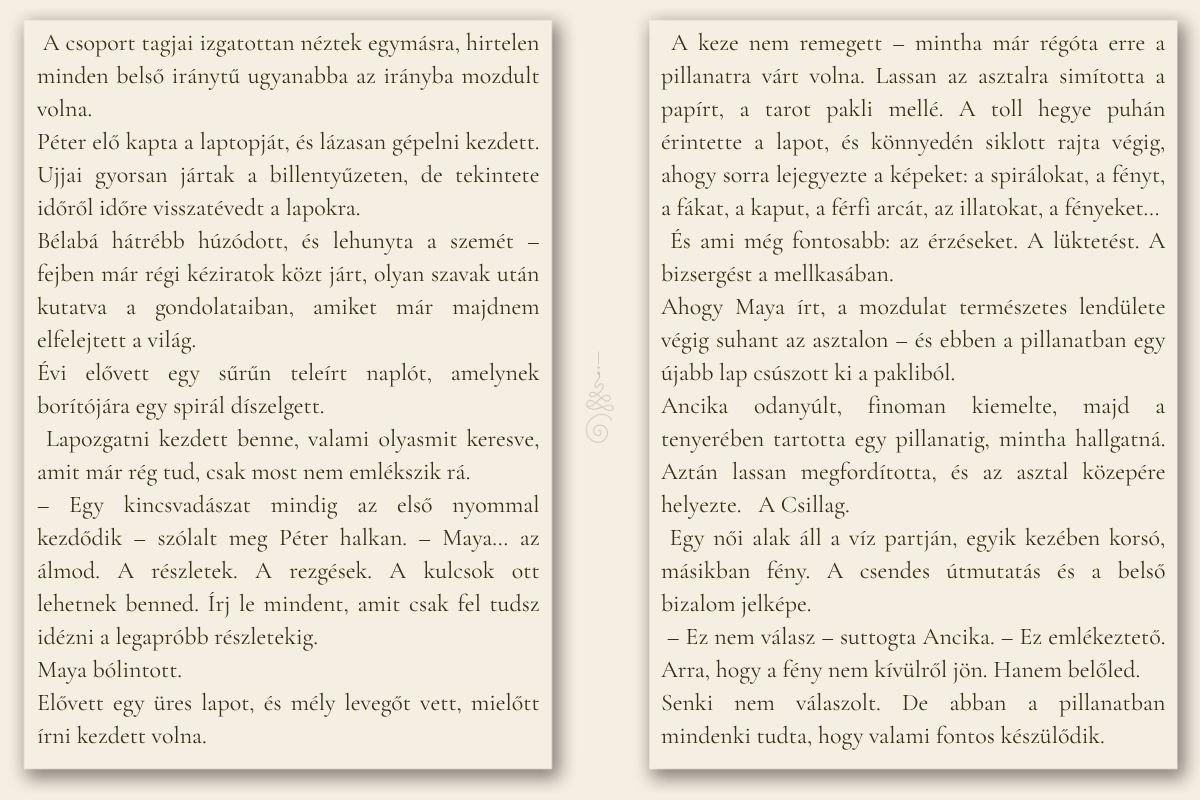 A csoport tagjai izgatottan néztek egymásra, hirtelen
minden belső iránytű ugyanabba az irányba mozdult
volna.
Péter elő kapta a laptopját, és lázasan gépelni kezdett.
Ujjai gyorsan jártak a billentyűzeten, de tekintete
időről időre visszatévedt a lapokra.
Bélabá hátrébb húzódott, és lehunyta a szemét –
fejben már régi kéziratok közt járt, olyan szavak után
kutatva a gondolataiban, amiket már majdnem
elfelejtett a világ.
Évi elővett egy sűrűn teleírt naplót, amelynek
borítójára egy spirál díszelgett.
Lapozgatni kezdett benne, valami olyasmit keresve,
amit már rég tud, csak most nem emlékszik rá.
– Egy kincsvadászat mindig az első nyommal
kezdődik – szólalt meg Péter halkan. – Maya... az
álmod. A részletek. A rezgések. A kulcsok ott
lehetnek benned. Írj le mindent, amit csak fel tudsz
idézni a legapróbb részletekig.
Maya bólintott.
Elővett egy üres lapot, és mély levegőt vett, mielőtt
írni kezdett volna.
A keze nem remegett – mintha már régóta erre a
pillanatra várt volna. Lassan az asztalra simította a
papírt, a tarot pakli mellé. A toll hegye puhán
érintette a lapot, és könnyedén siklott rajta végig,
ahogy sorra lejegyezte a képeket: a spirálokat, a fényt,
a fákat, a kaput, a férfi arcát, az illatokat, a fényeket...
És ami még fontosabb: az érzéseket. A lüktetést. A
bizsergést a mellkasában.
Ahogy Maya írt, a mozdulat természetes lendülete
végig suhant az asztalon – és ebben a pillanatban egy
újabb lap csúszott ki a pakliból.
Ancika odanyúlt, finoman kiemelte, majd a
tenyerében tartotta egy pillanatig, mintha hallgatná.
Aztán lassan megfordította, és az asztal közepére
helyezte. A Csillag.
Egy női alak áll a víz partján, egyik kezében korsó,
másikban fény. A csendes útmutatás és a belső
bizalom jelképe.
– Ez nem válasz – suttogta Ancika. – Ez emlékeztető.
Arra, hogy a fény nem kívülről jön. Hanem belőled.
Senki nem válaszolt. De abban a pillanatban
mindenki tudta, hogy valami fontos készülődik.